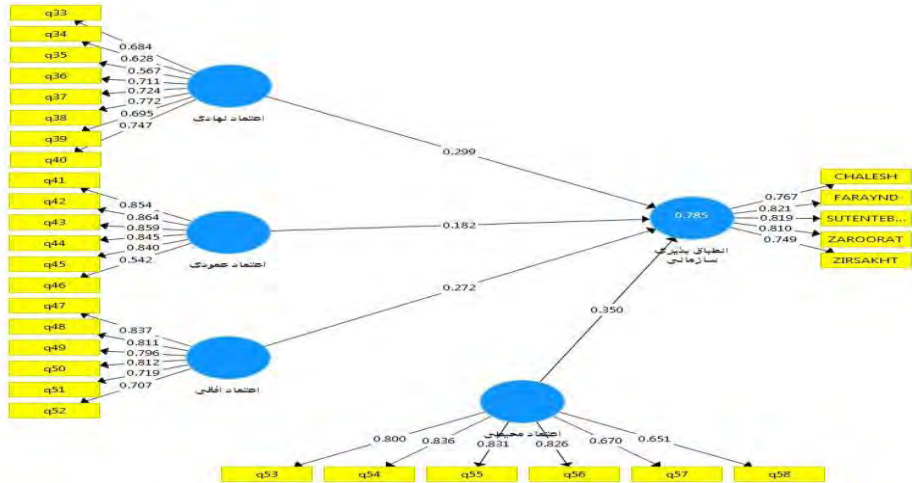 q33
q34
q35
q36
q37
q38
q39
q40
0.684
0.628
0.567
0.711
0.724
0.772
0.695
0.747
اعتماد نهادی
q41
q42
q43
q44
q45
q46
0.854
0.864
0.859
0.845
0.840
0.542
اعتماد عمودی
q47
q48
q49
q50
q51
q52
0.837
0.811
0.796
0.812
0.719
0.707
اعتماد افقی
0.299
0.182
0.272
0.350
0.785
انطباق پذیری
سازمانی
0.767
0.821
0.819
0.810
0.749
CHALESH
FARAYND
SUTENTEB...
ZAROORAT
ZIRSAKHT
اعتماد محیطی
0.800
0.836
0.831
0.826
0.670
0.651
q53
q54
q55
q56
q57
q58